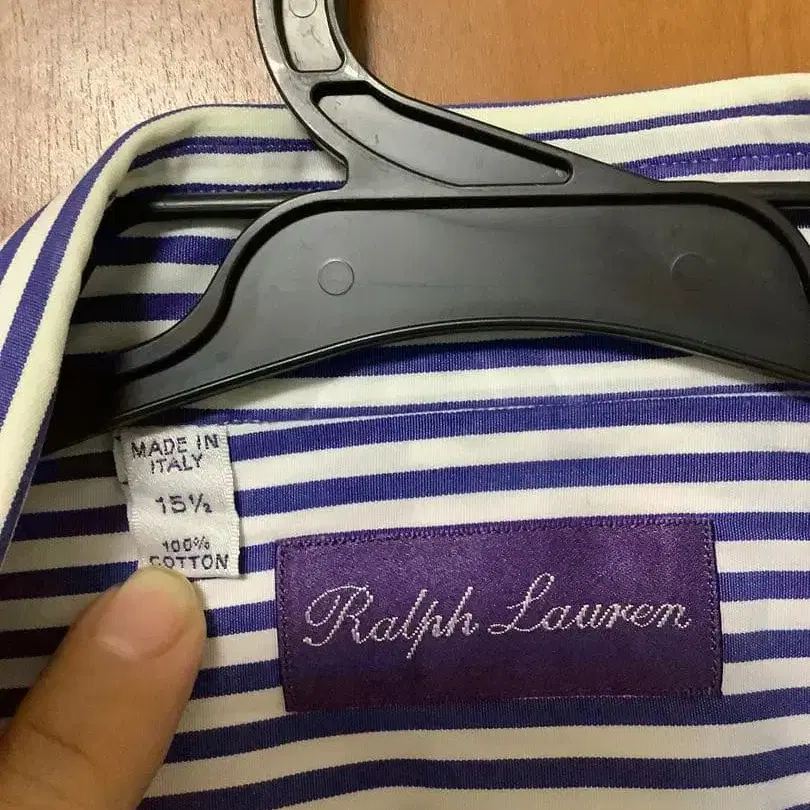 MADE IN
ITALY
15½
100%
COTTON
Ralph Lauren